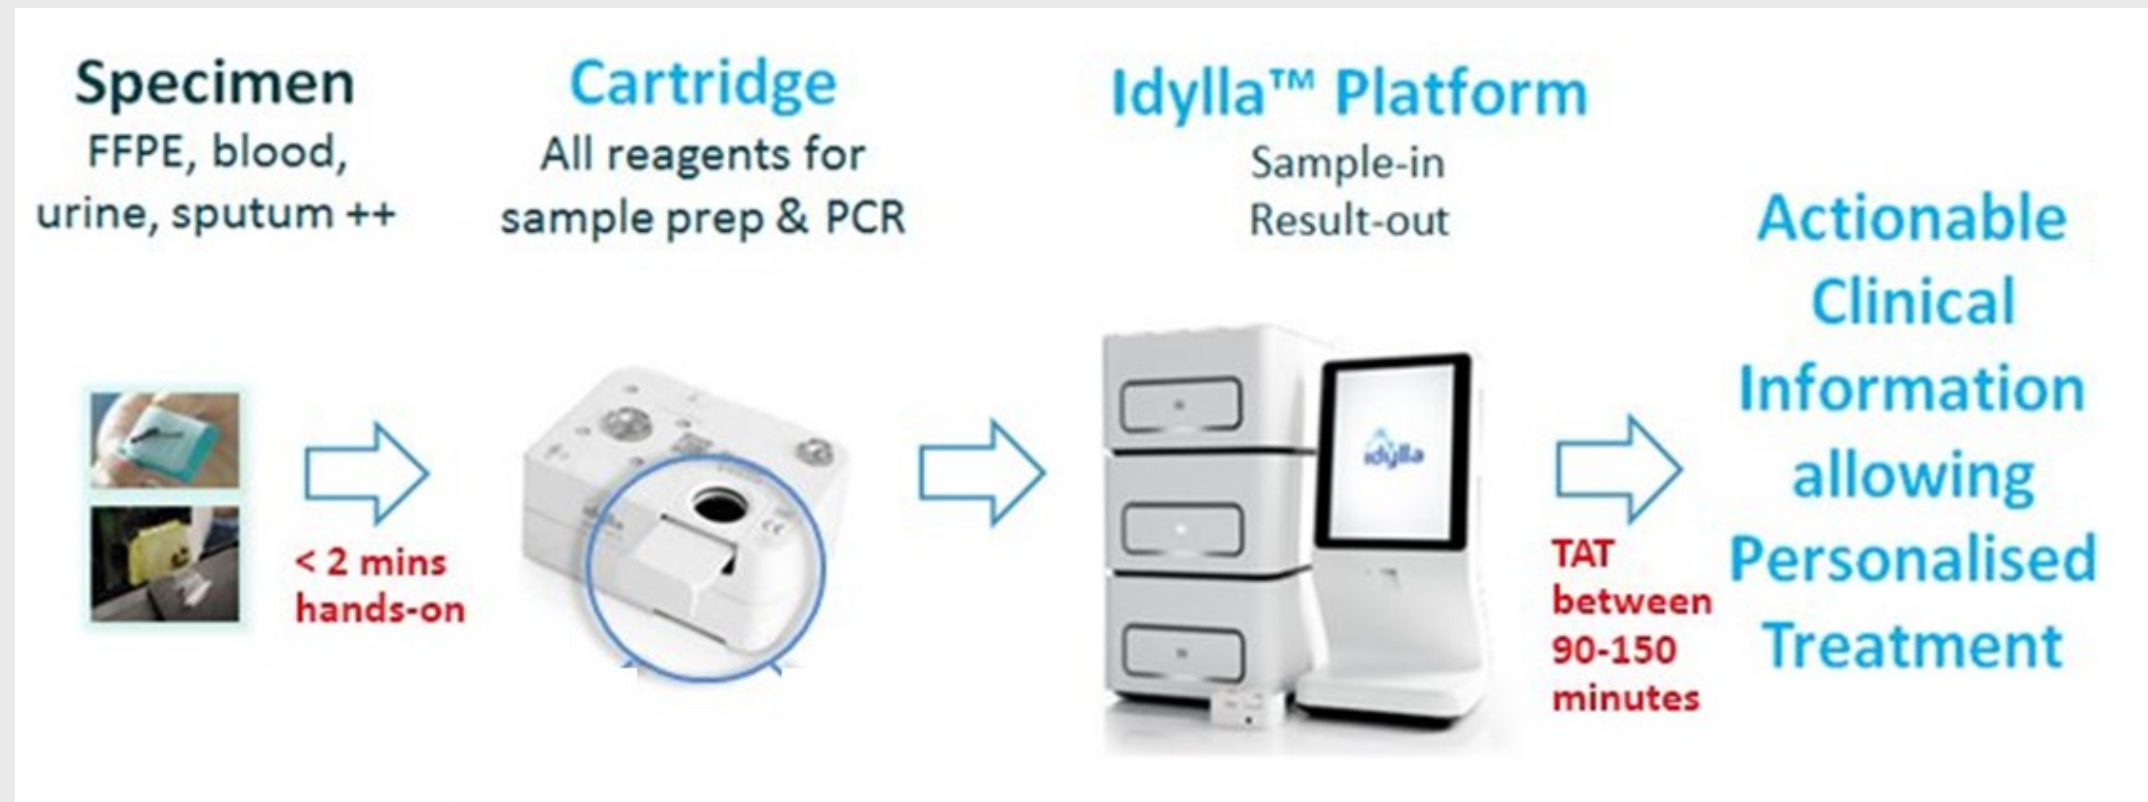 Specimen
FFPE, blood,
urine, sputum ++
< 2 mins
hands-on
Cartridge
All reagents for
sample prep & PCR
CE
Idylla™ Platform
Sample-in
Result-out
idylla
TAT
between
90-150
minutes
Actionable
Clinical
Information
allowing
Personalised
Treatment